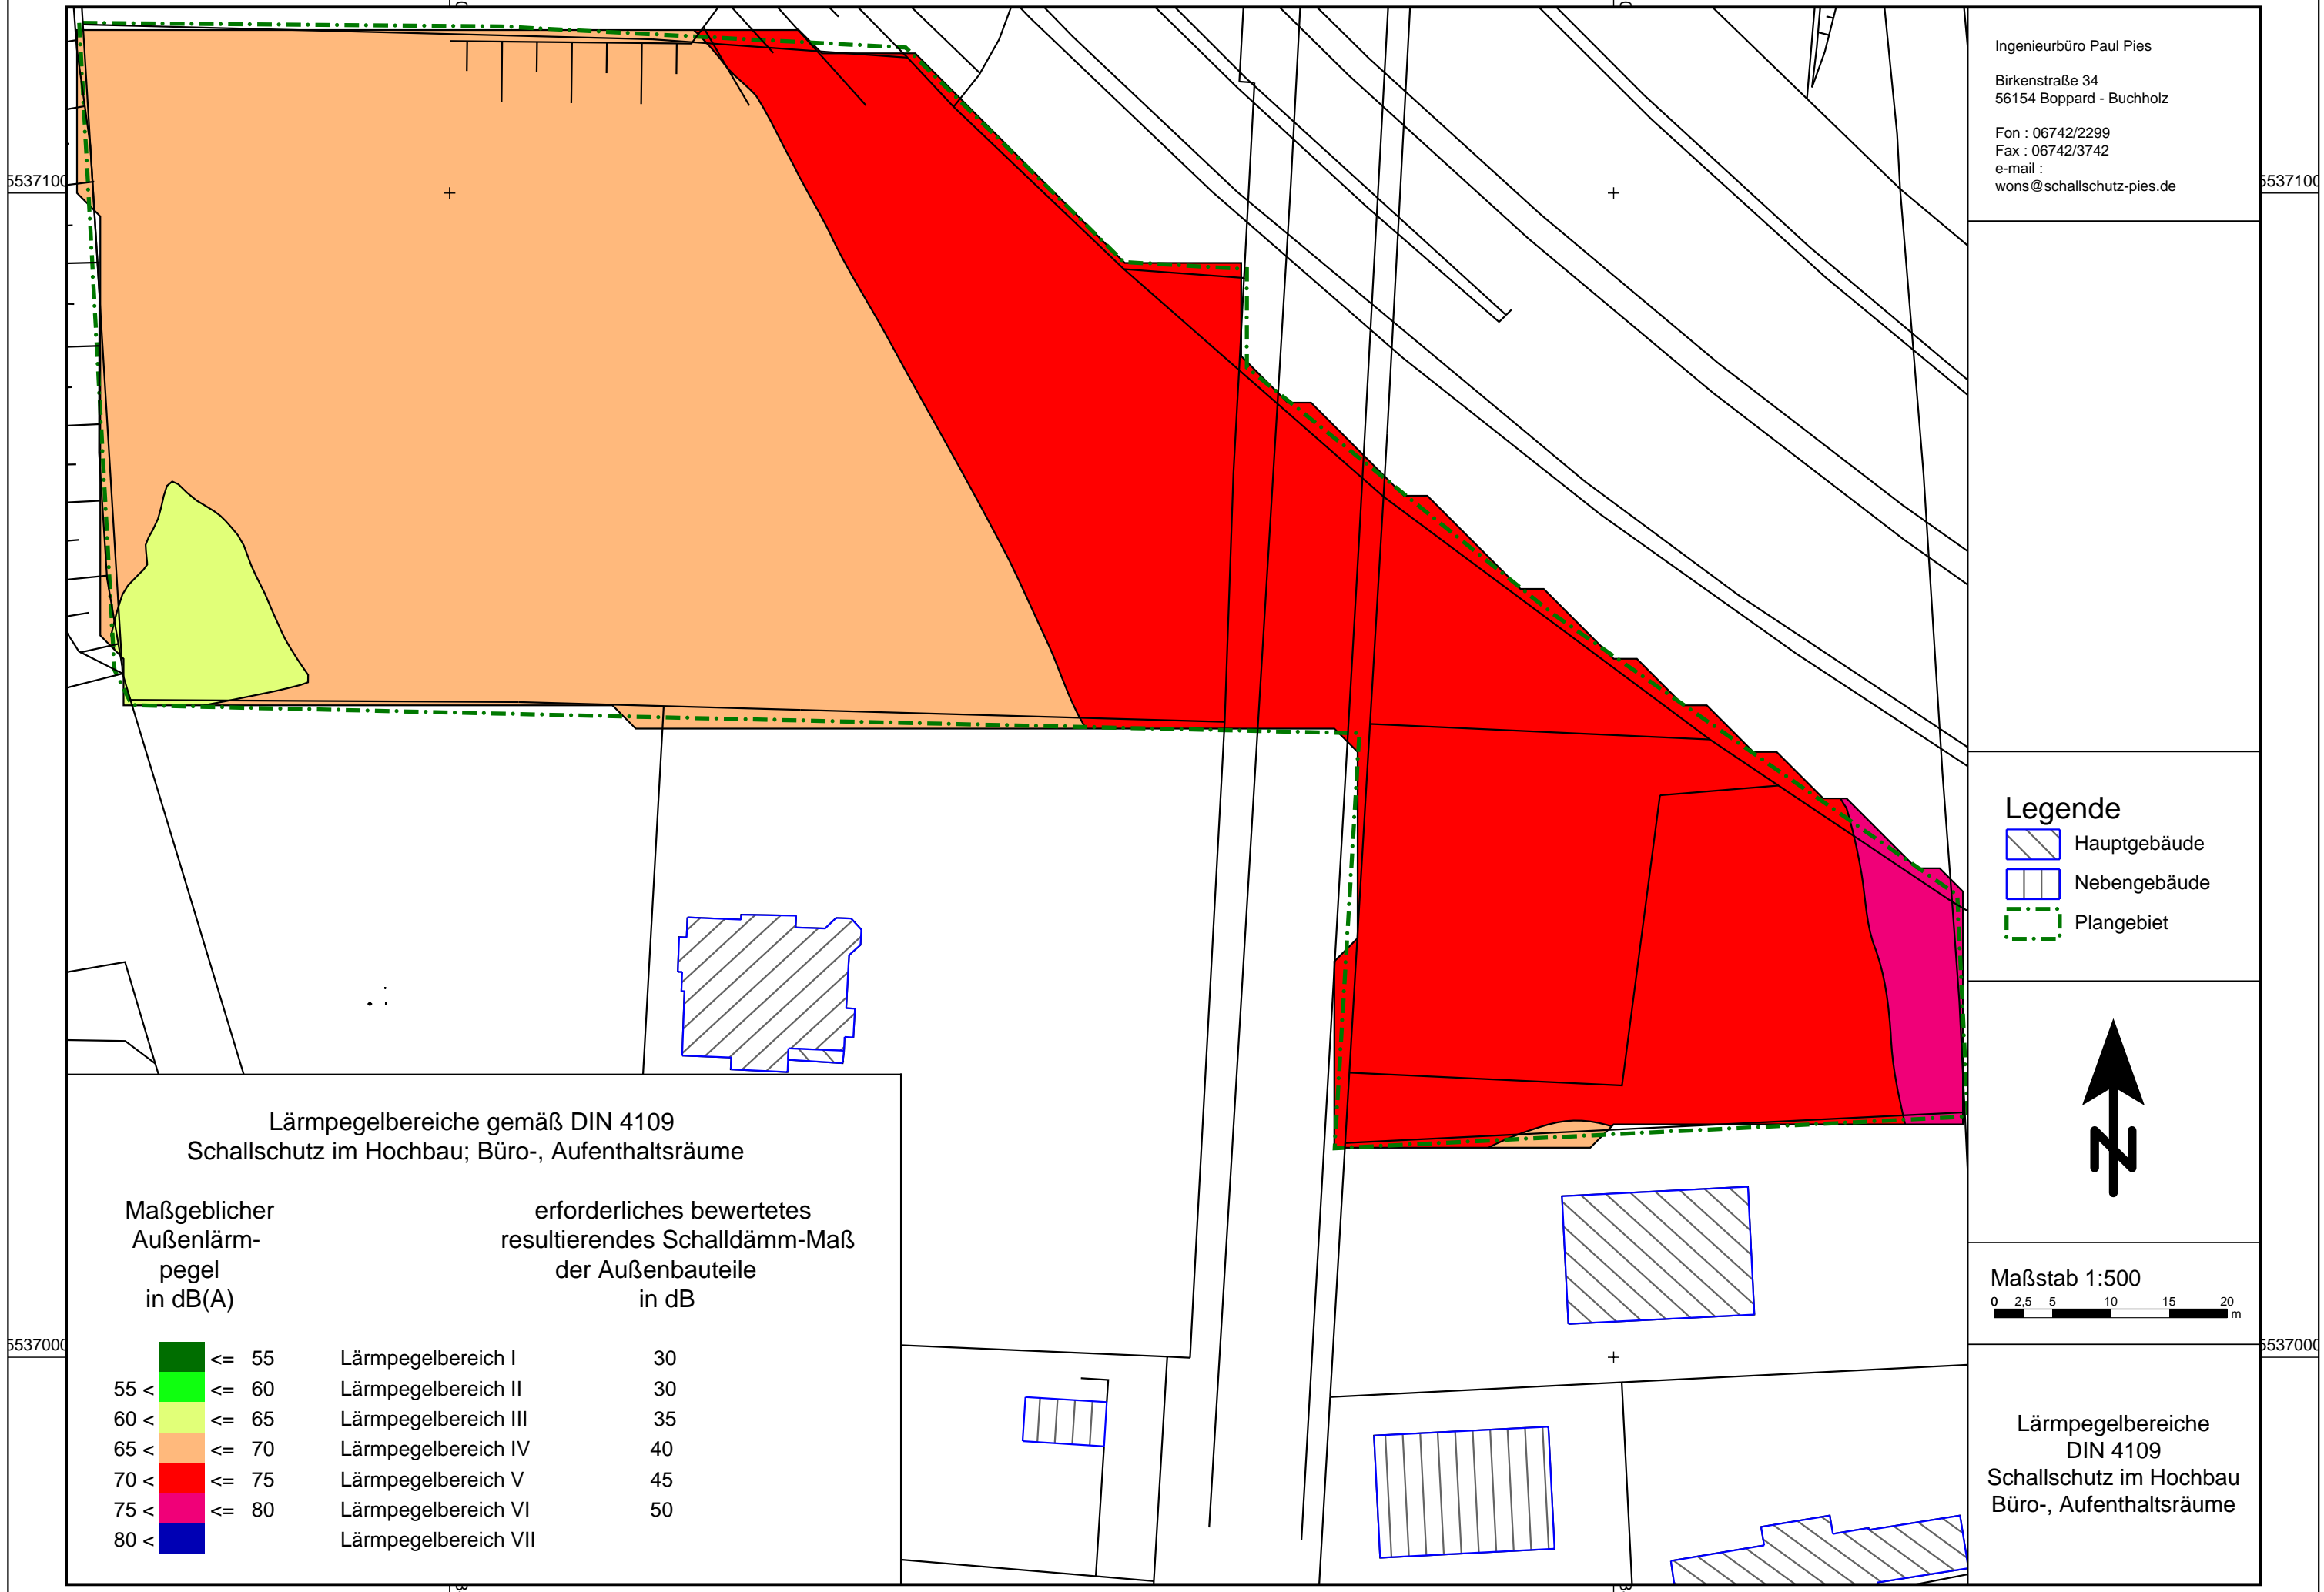 Ingenieurbüro Paul Pies
Birkenstraße 34
56154 Boppard - Buchholz
Fon : 06742/2299
Fax : 06742/3742
e-mail :
wons@schallschutz-pies.de
5537100
5537100
Legende
Hauptgebäude
Nebengebäude
Plangebiet
N
Maßstab 1:500
0 2,5 5 10 15 20
m
5537000
5537000
Lärmpegelbereiche
DIN 4109
Schallschutz im Hochbau
Büro-, Aufenthaltsräume
Lärmpegelbereiche gemäß DIN 4109
Schallschutz im Hochbau; Büro-, Aufenthaltsräume
Maßgeblicher
Außenlärm-
pegel
in dB(A)
erforderliches bewertetes
resultierendes Schalldämm-Maß
der Außenbauteile
in dB
<= 55 Lärmpegelbereich I 30
55 < <= 60 Lärmpegelbereich II 30
60 < <= 65 Lärmpegelbereich III 35
65 < <= 70 Lärmpegelbereich IV 40
70 < <= 75 Lärmpegelbereich V 45
75 < <= 80 Lärmpegelbereich VI 50
80 < Lärmpegelbereich VII